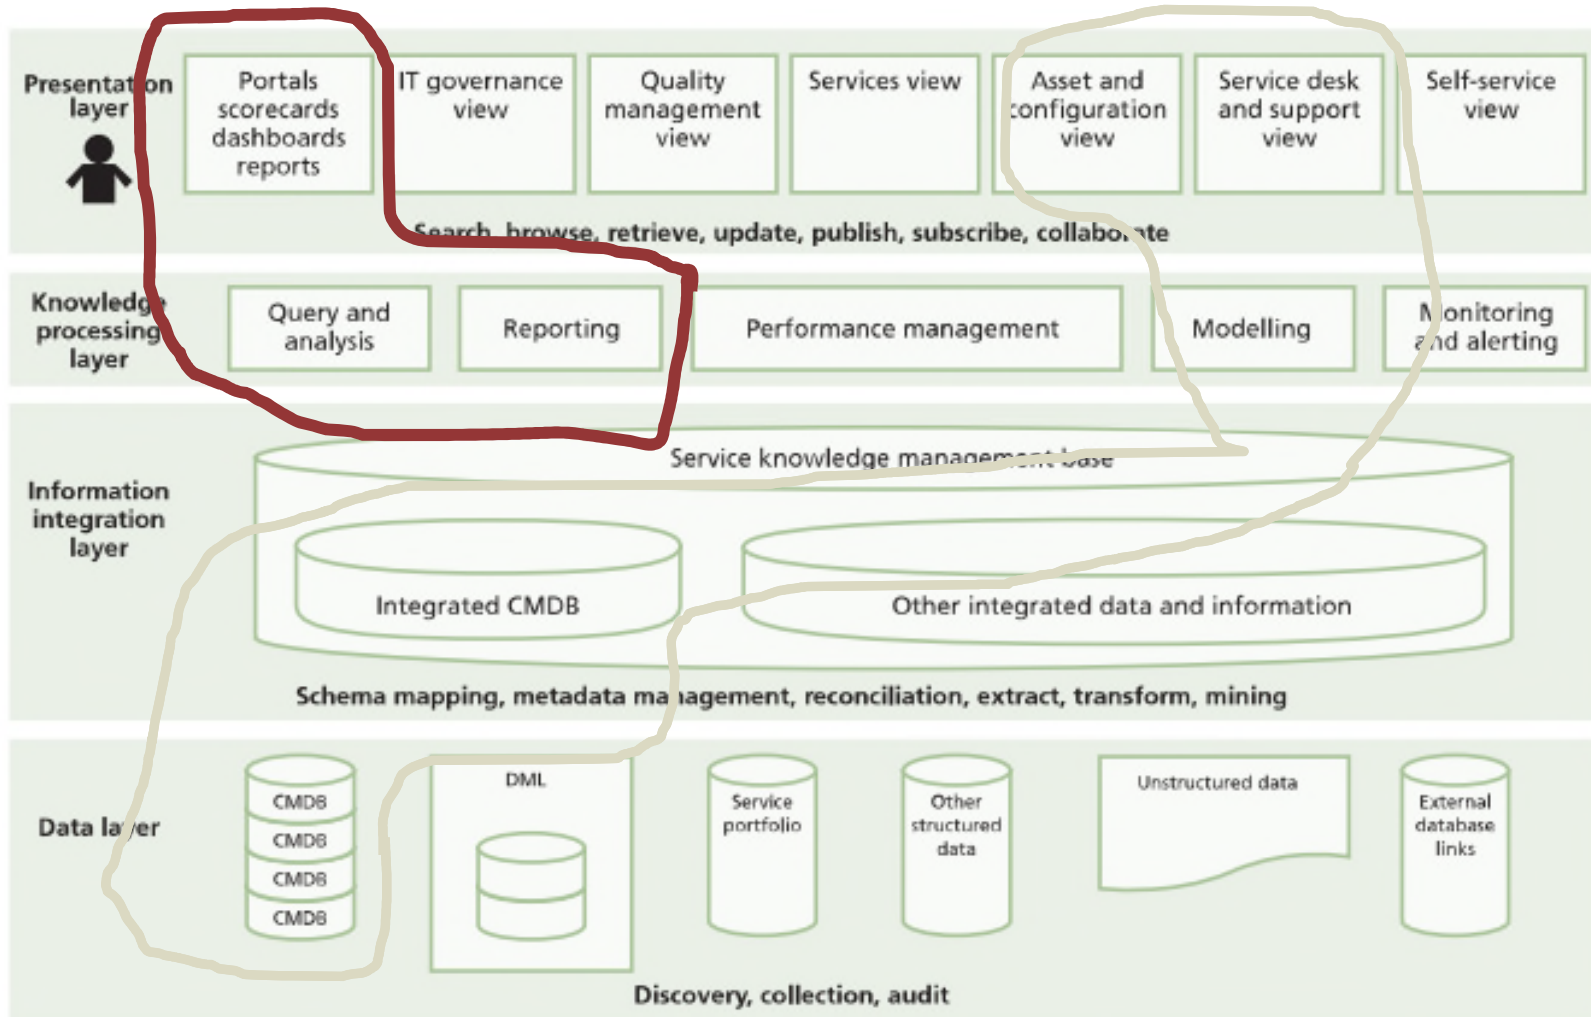 Presentation
layer
Portals
scorecards
dashboards
reports
IT governance
view
Quality
management
view
Services view
Asset and
configuration
view
Service desk
and support
view
Self-service
view
Search, browse, retrieve, update, publish, subscribe, collaborate
Knowledge
processing
layer
Query and
analysis
Reporting
Performance management
Modelling
Monitoring
and alerting
Information
integration
layer
Service knowledge management base
Integrated CMDB
Other integrated data and information
Schema mapping, metadata management, reconciliation, extract, transform, mining
Data layer
CMDB
CMDB
CMDB
CMDB
DML
Service
portfolio
Other
structured
data
Unstructured data
External
database
links
Discovery, collection, audit